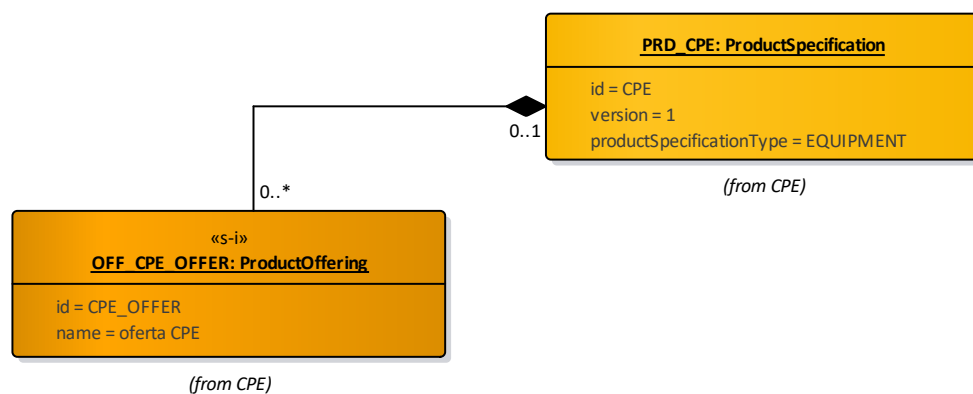 PRD_CPE: ProductSpecification
id = CPE
version = 1
productSpecificationType = EQUIPMENT
(from CPE)
0..1
0..*
«s-i»
OFF_CPE_OFFER: ProductOffering
id = CPE_OFFER
name = oferta CPE
(from CPE)